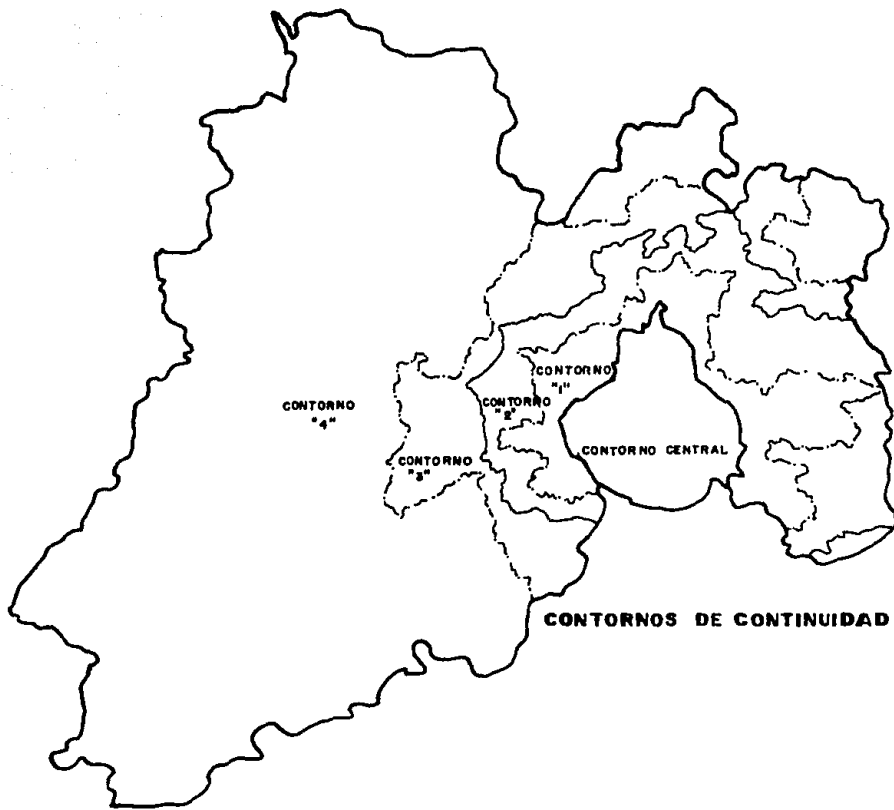 CONTORNO
"1"
CONTORNO
"2"
CONTORNO
"4"
CONTORNO CENTRAL
CONTORNO
"3"
CONTORNOS DE CONTINUIDAD